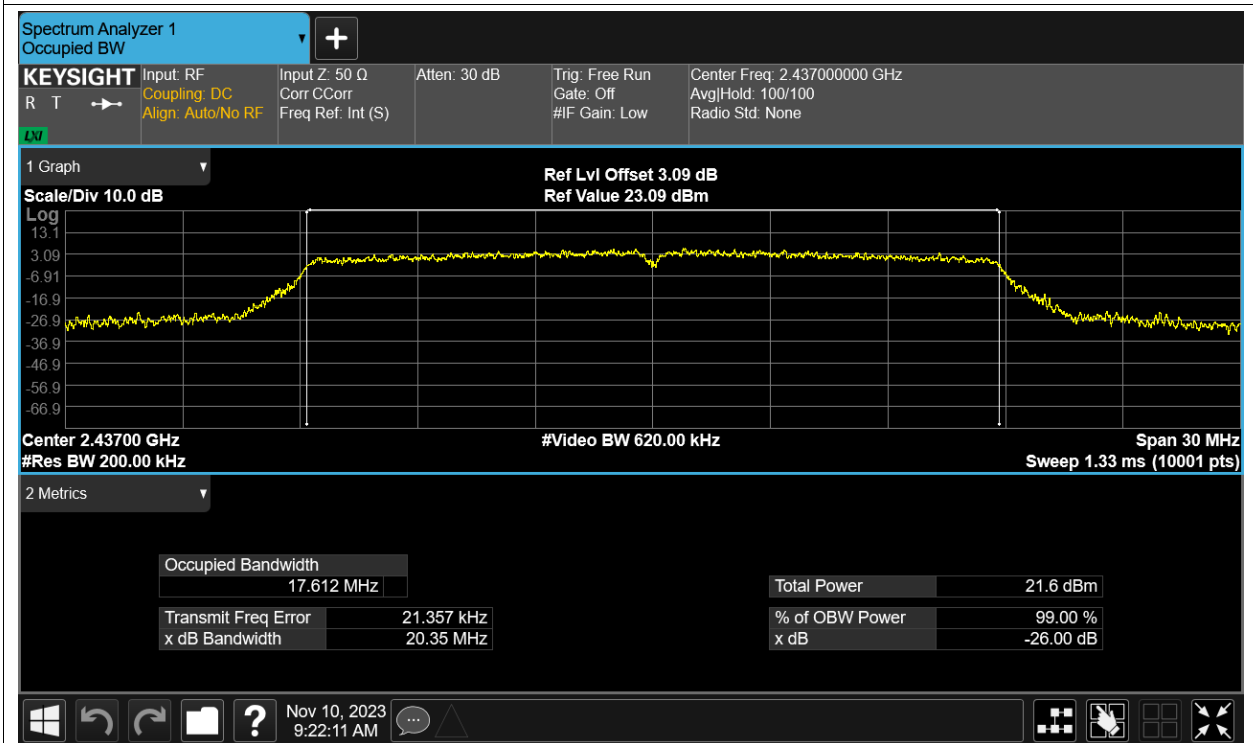 Spectrum Analyzer 1
Occupied BW
KEYSIGHT
R T
LXI
Input: RF
Coupling: DC
Align: Auto/No RF
Input Z: 50 Ω
Corr CCorr
Freq Ref: Int (S)
Atten: 30 dB
Trig: Free Run
Gate: Off
#IF Gain: Low
Center Freq: 2.437000000 GHz
Avg|Hold: 100/100
Radio Std: None
1 Graph
Scale/Div 10.0 dB
Ref Lvl Offset 3.09 dB
Ref Value 23.09 dBm
Log
13.1
3.09
-6.91
-16.9
-26.9
-36.9
-46.9
-56.9
-66.9
Center 2.43700 GHz
#Video BW 620.00 kHz
Span 30 MHz
#Res BW 200.00 kHz
Sweep 1.33 ms (10001 pts)
2 Metrics
Occupied Bandwidth
17.612 MHz
Total Power 21.6 dBm
Transmit Freq Error 21.357 kHz
% of OBW Power 99.00 %
x dB Bandwidth 20.35 MHz
x dB -26.00 dB
?
Nov 10, 2023
9:22:11 AM